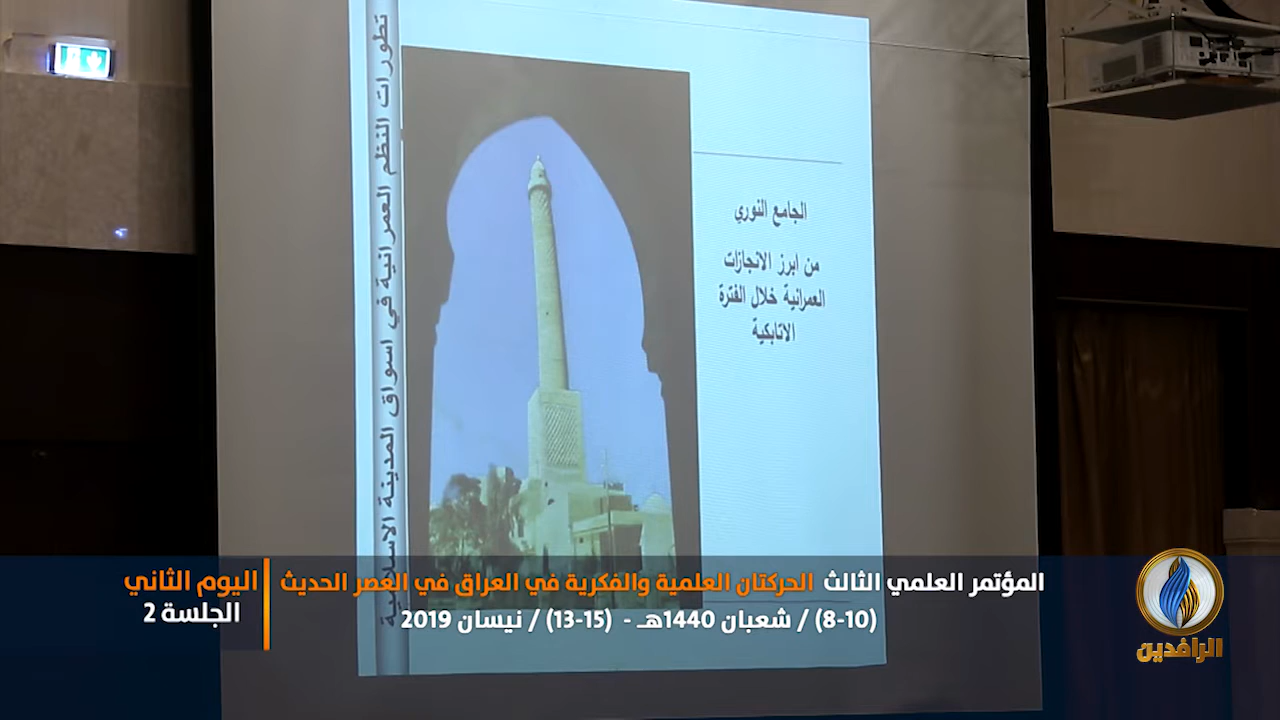 تطورات النظم العمرانية في اسواق المدينة الاسلامية
الجامع النوري
من ابرز الانجازات
العمرانية خلال الفترة
الاتابكية
المؤتمر العلمي الثالث الحركتان العلمية والفكرية في العراق في العصر الحديث
(8-10) / شعبان 1440هـ - (13-15) / نيسان 2019
اليوم الثاني
الجلسة 2
الرافدين